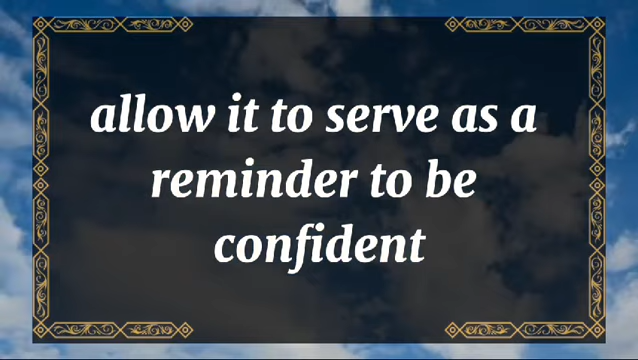 allow it to serve as a
reminder to be
confident